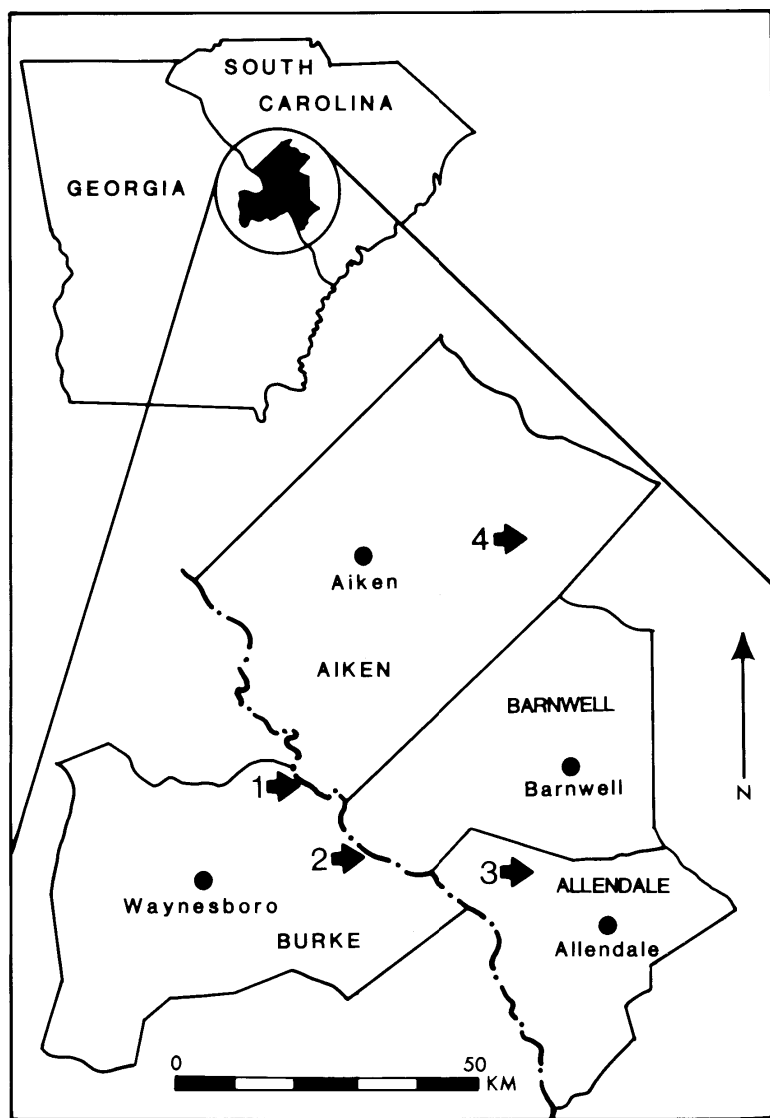 SOUTH
CAROLINA
GEORGIA
4
Aiken
AIKEN
BARNWELL
Barnwell
N
1
2
3
Waynesboro
BURKE
ALLENDALE
Allendale
0 50
KM